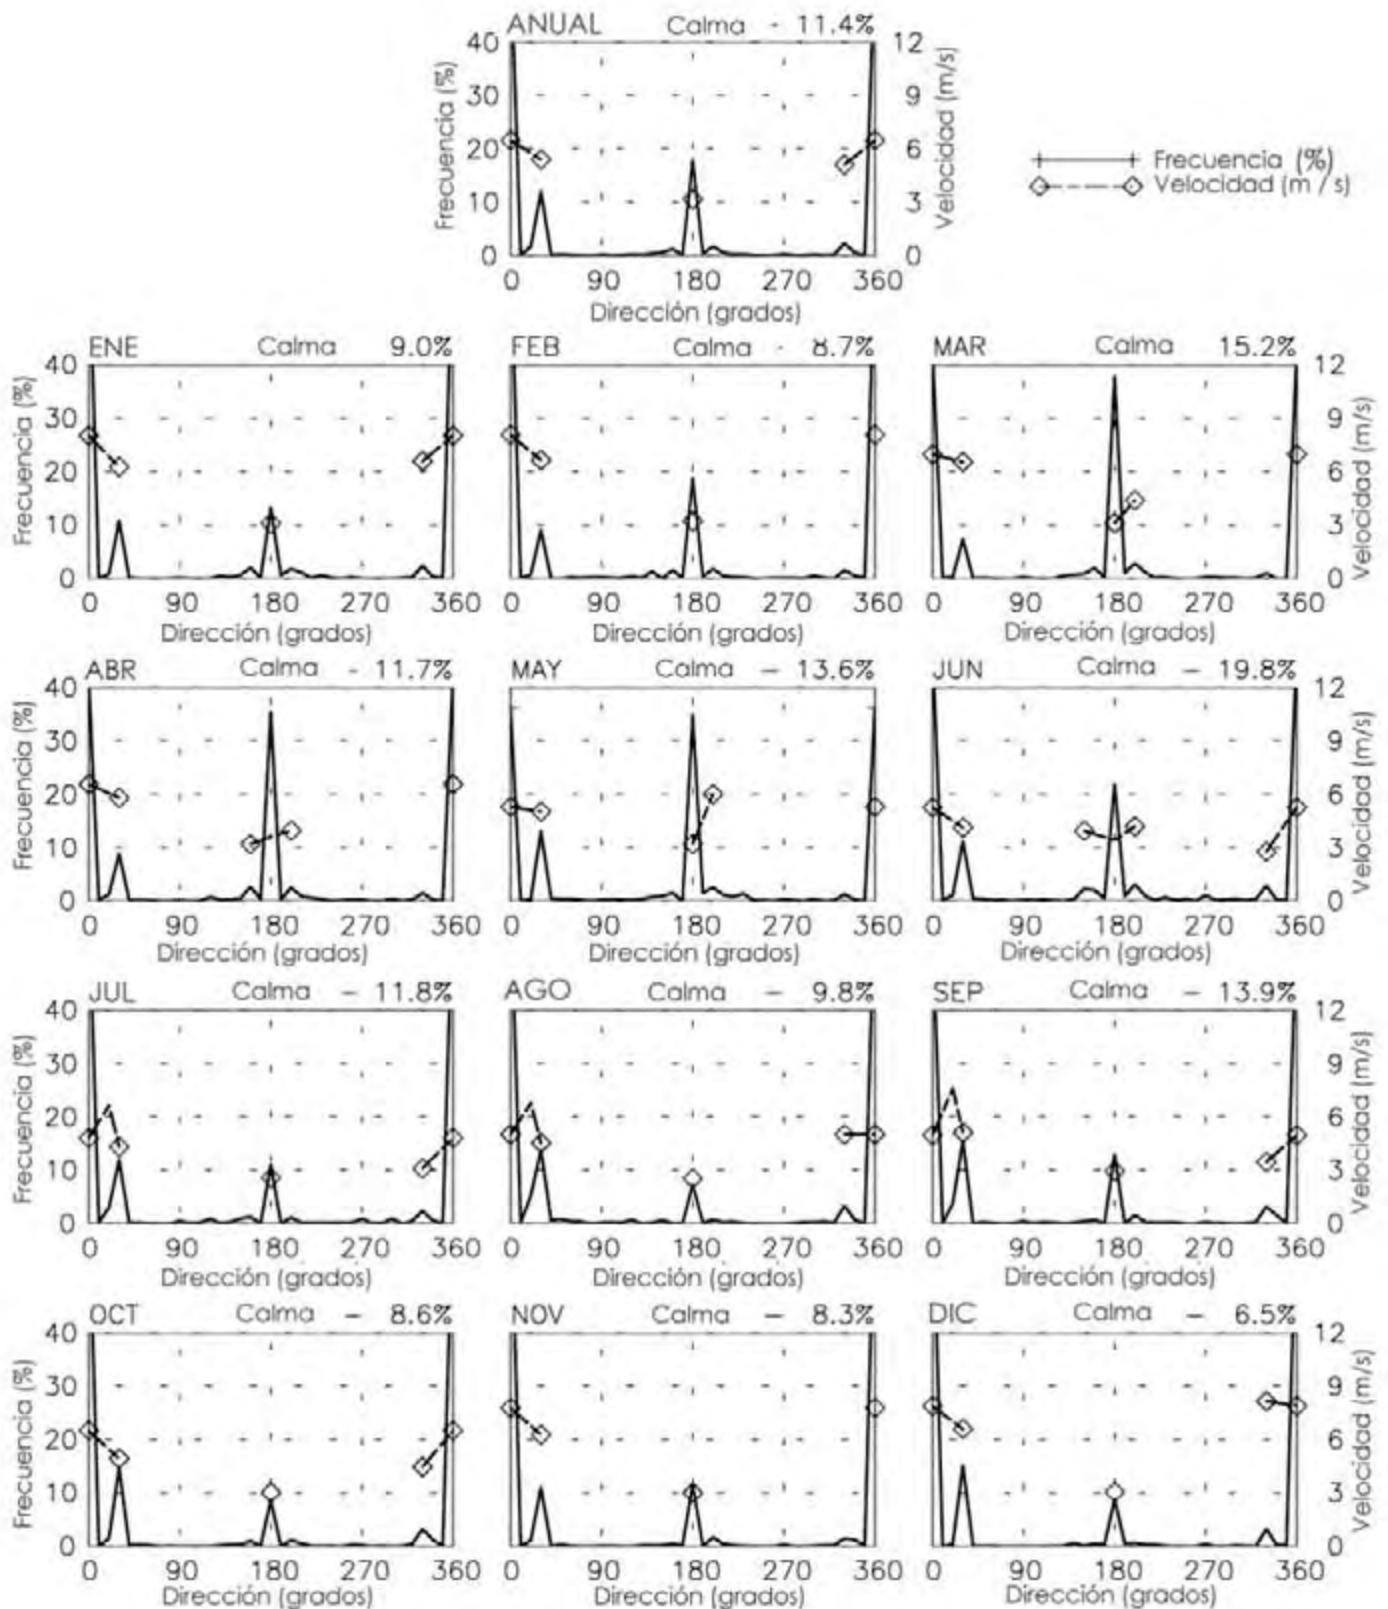 ANUAL Calma - 11.4%
40 12
30 9
20 6
10 3
0 0
Frecuencia (%)
Velocidad (m/s)
0 90 180 270 360
Dirección (grados)
Frecuencia (%)
Velocidad (m/s)
ENE Calma 9.0%
FEB Calma - 8.7%
MAR Calma 15.2%
40 12
30 9
20 6
10 3
0 0
Frecuencia (%)
Velocidad (m/s)
0 90 180 270 360
0 90 180 270 360
0 90 180 270 360
Dirección (grados)
Dirección (grados)
Dirección (grados)
ABR Calma - 11.7%
MAY Calma – 13.6%
JUN Calma – 19.8%
40 12
30 9
20 6
10 3
0 0
Frecuencia (%)
Velocidad (m/s)
0 90 180 270 360
0 90 180 270 360
0 90 180 270 360
Dirección (grados)
Dirección (grados)
Dirección (grados)
JUL Calma – 11.8%
AGO Calma – 9.8%
SEP Calma – 13.9%
40 12
30 9
20 6
10 3
0 0
Frecuencia (%)
Velocidad (m/s)
0 90 180 270 360
0 90 180 270 360
0 90 180 270 360
Dirección (grados)
Dirección (grados)
Dirección (grados)
OCT Calma – 8.6%
NOV Calma – 8.3%
DIC Calma – 6.5%
40 12
30 9
20 6
10 3
0 0
Frecuencia (%)
Velocidad (m/s)
0 90 180 270 360
0 90 180 270 360
0 90 180 270 360
Dirección (grados)
Dirección (grados)
Dirección (grados)